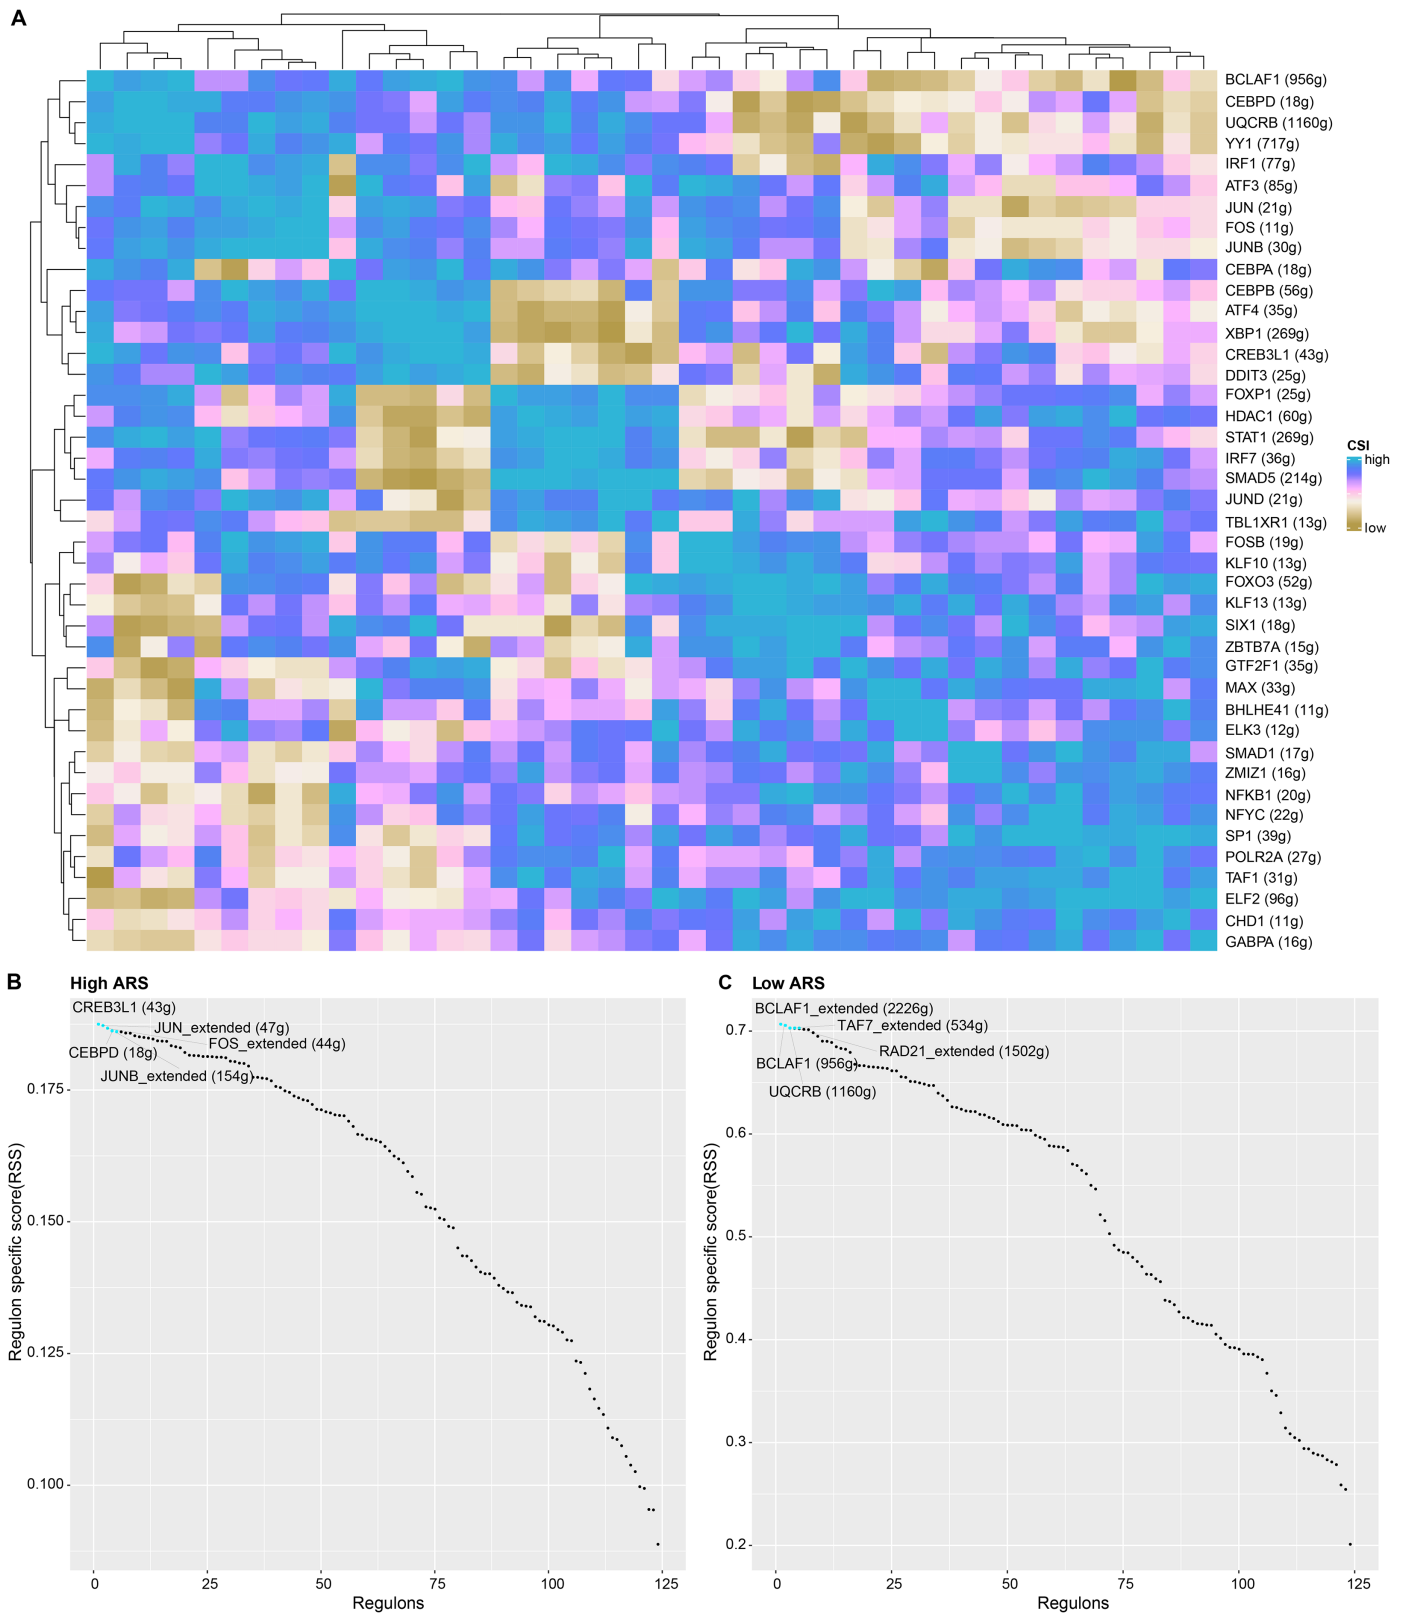 A
BCLAF1 (956g)
CEBPD (18g)
UQCRB (1160g)
YY1 (717g)
IRF1 (77g)
ATF3 (85g)
JUN (21g)
FOS (11g)
JUNB (30g)
CEBPA (18g)
CEBPB (56g)
ATF4 (35g)
XBP1 (269g)
CREB3L1 (43g)
DDIT3 (25g)
FOXP1 (25g)
HDAC1 (60g)
STAT1 (269g)
IRF7 (36g)
SMAD5 (214g)
JUND (21g)
TBL1XR1 (13g)
FOSB (19g)
KLF10 (13g)
FOXO3 (52g)
KLF13 (13g)
SIX1 (18g)
ZBTB7A (15g)
GTF2F1 (35g)
MAX (33g)
BHLHE41 (11g)
ELK3 (12g)
SMAD1 (17g)
ZMIZ1 (16g)
NFKB1 (20g)
NFYC (22g)
SP1 (39g)
POLR2A (27g)
TAF1 (31g)
ELF2 (96g)
CHD1 (11g)
GABPA (16g)
CSI
high
low
B
High ARS
CREB3L1 (43g)
JUN_extended (47g)
FOS_extended (44g)
CEBPD (18g)
JUNB_extended (154g)
0.175
0.150
0.125
0.100
Regulon specific score(RSS)
0 25 50 75 100 125
Regulons
C
Low ARS
BCLAF1_extended (2226g)
TAF7_extended (534g)
RAD21_extended (1502g)
BCLAF1 (956g)
UQCRB (1160g)
0.7
0.6
0.5
0.4
0.3
0.2
Regulon specific score(RSS)
0 25 50 75 100 125
Regulons